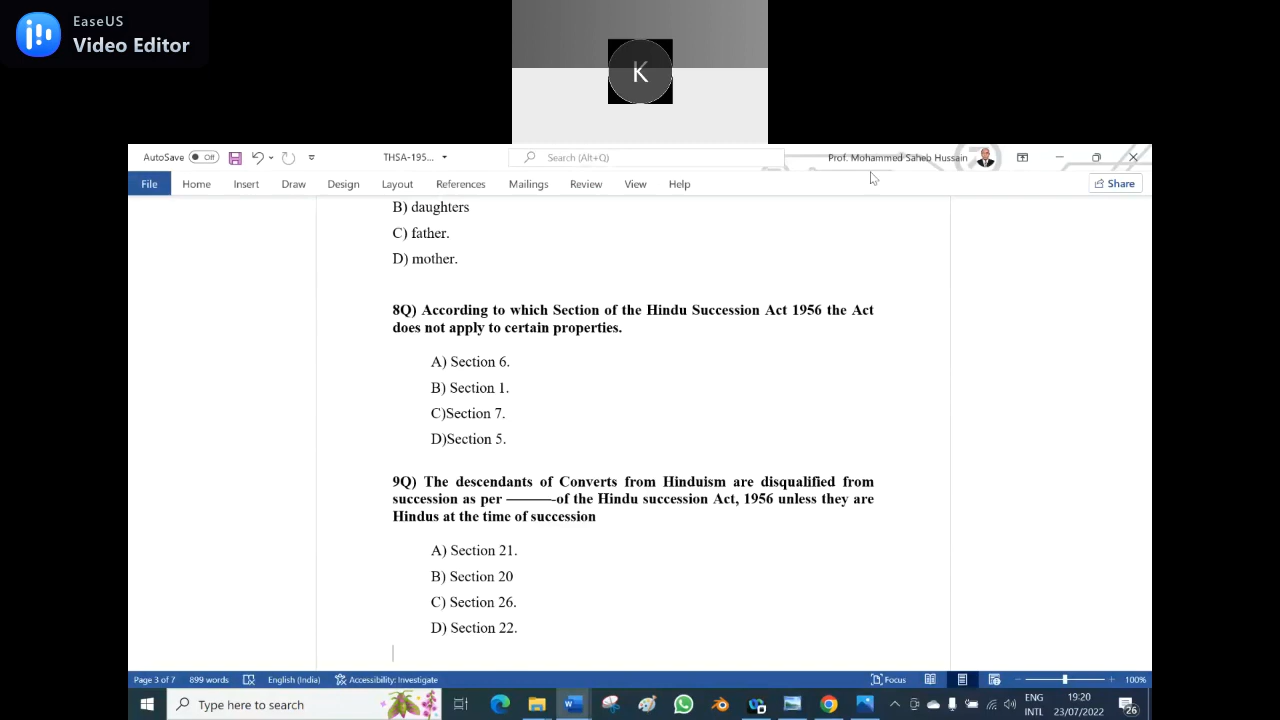 EaseUS
Video Editor
K
AutoSave Off THSA-195... Search (Alt+Q) Prof. Mohammed Saheb Hussain
File Home Insert Draw Design Layout References Mailings Review View Help Share
B) daughters
C) father.
D) mother.
8Q) According to which Section of the Hindu Succession Act 1956 the Act
does not apply to certain properties.
A) Section 6.
B) Section 1.
C)Section 7.
D)Section 5.
9Q) The descendants of Converts from Hinduism are disqualified from
succession as per ———-of the Hindu succession Act, 1956 unless they are
Hindus at the time of succession
A) Section 21.
B) Section 20
C) Section 26.
D) Section 22.
Page 3 of 7 899 words English (India) Accessibility: Investigate Focus 100%
Type here to search ENG 19:20
INTL 23/07/2022 26